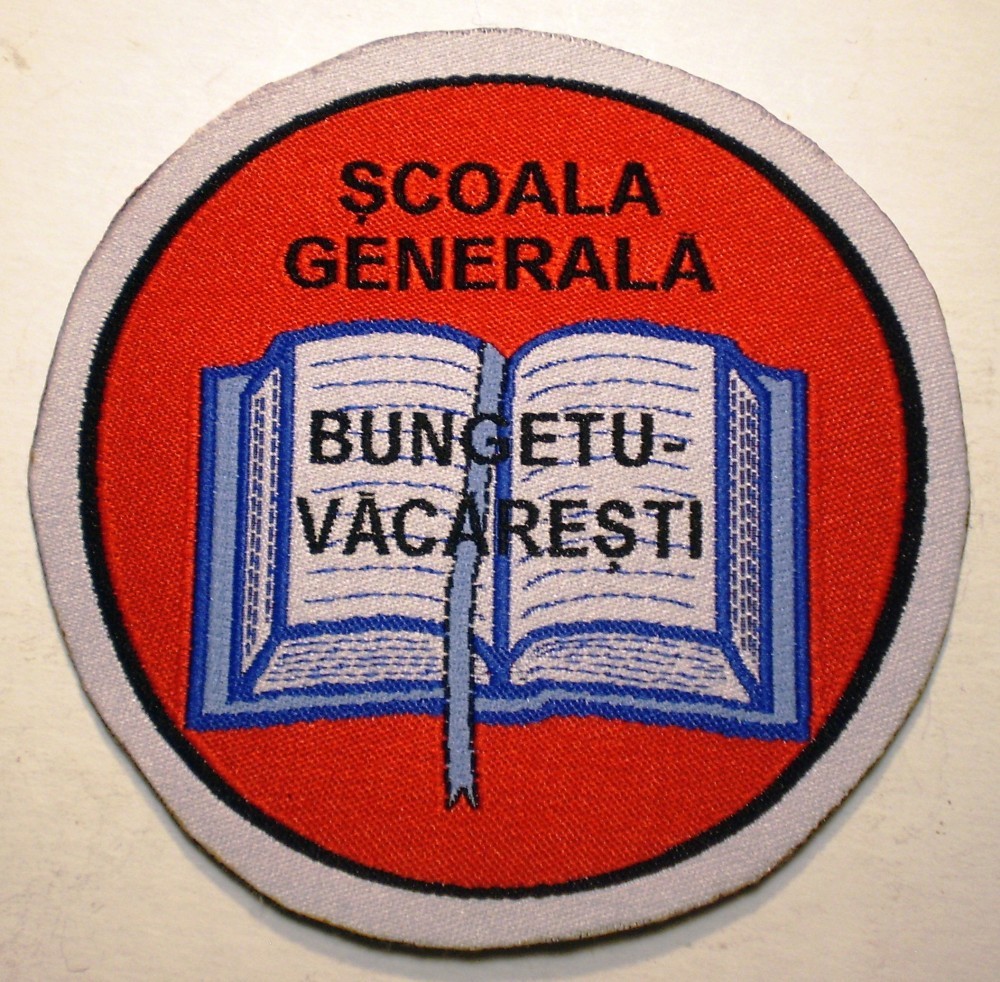 ȘCOALA
GENERALĂ
BUNGETU-
VĂCĂREȘTI